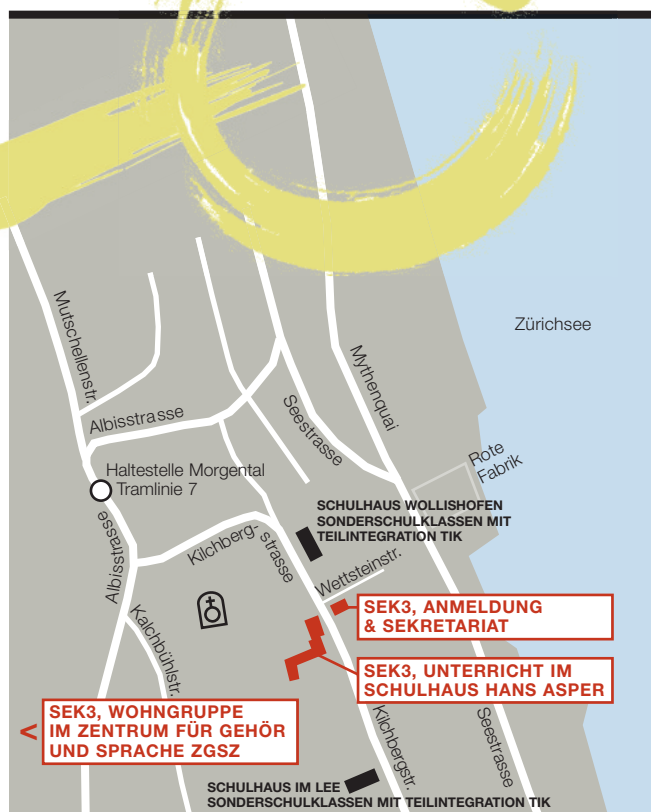 Zürichsee
Mutschellenstr.
Mythenquai
Albisstrasse
Seestrasse
Rote
Fabrik
Haltestelle Morgental
Tramlinie 7
SCHULHAUS WOLLISHOFEN
SONDERSCHULKLASSEN MIT
TEILINTEGRATION TIK
Albisstrasse
Kilchberg-
strasse
Wettsteinstr.
SEK3, ANMELDUNG
& SEKRETARIAT
Kalchbühlstr.
SEK3, UNTERRICHT IM
SCHULHAUS HANS ASPER
< SEK3, WOHNGRUPPE
IM ZENTRUM FÜR GEHÖR
UND SPRACHE ZGSZ
Kilchbergstr.
Seestrasse
SCHULHAUS IM LEE
SONDERSCHULKLASSEN MIT TEILINTEGRATION TIK